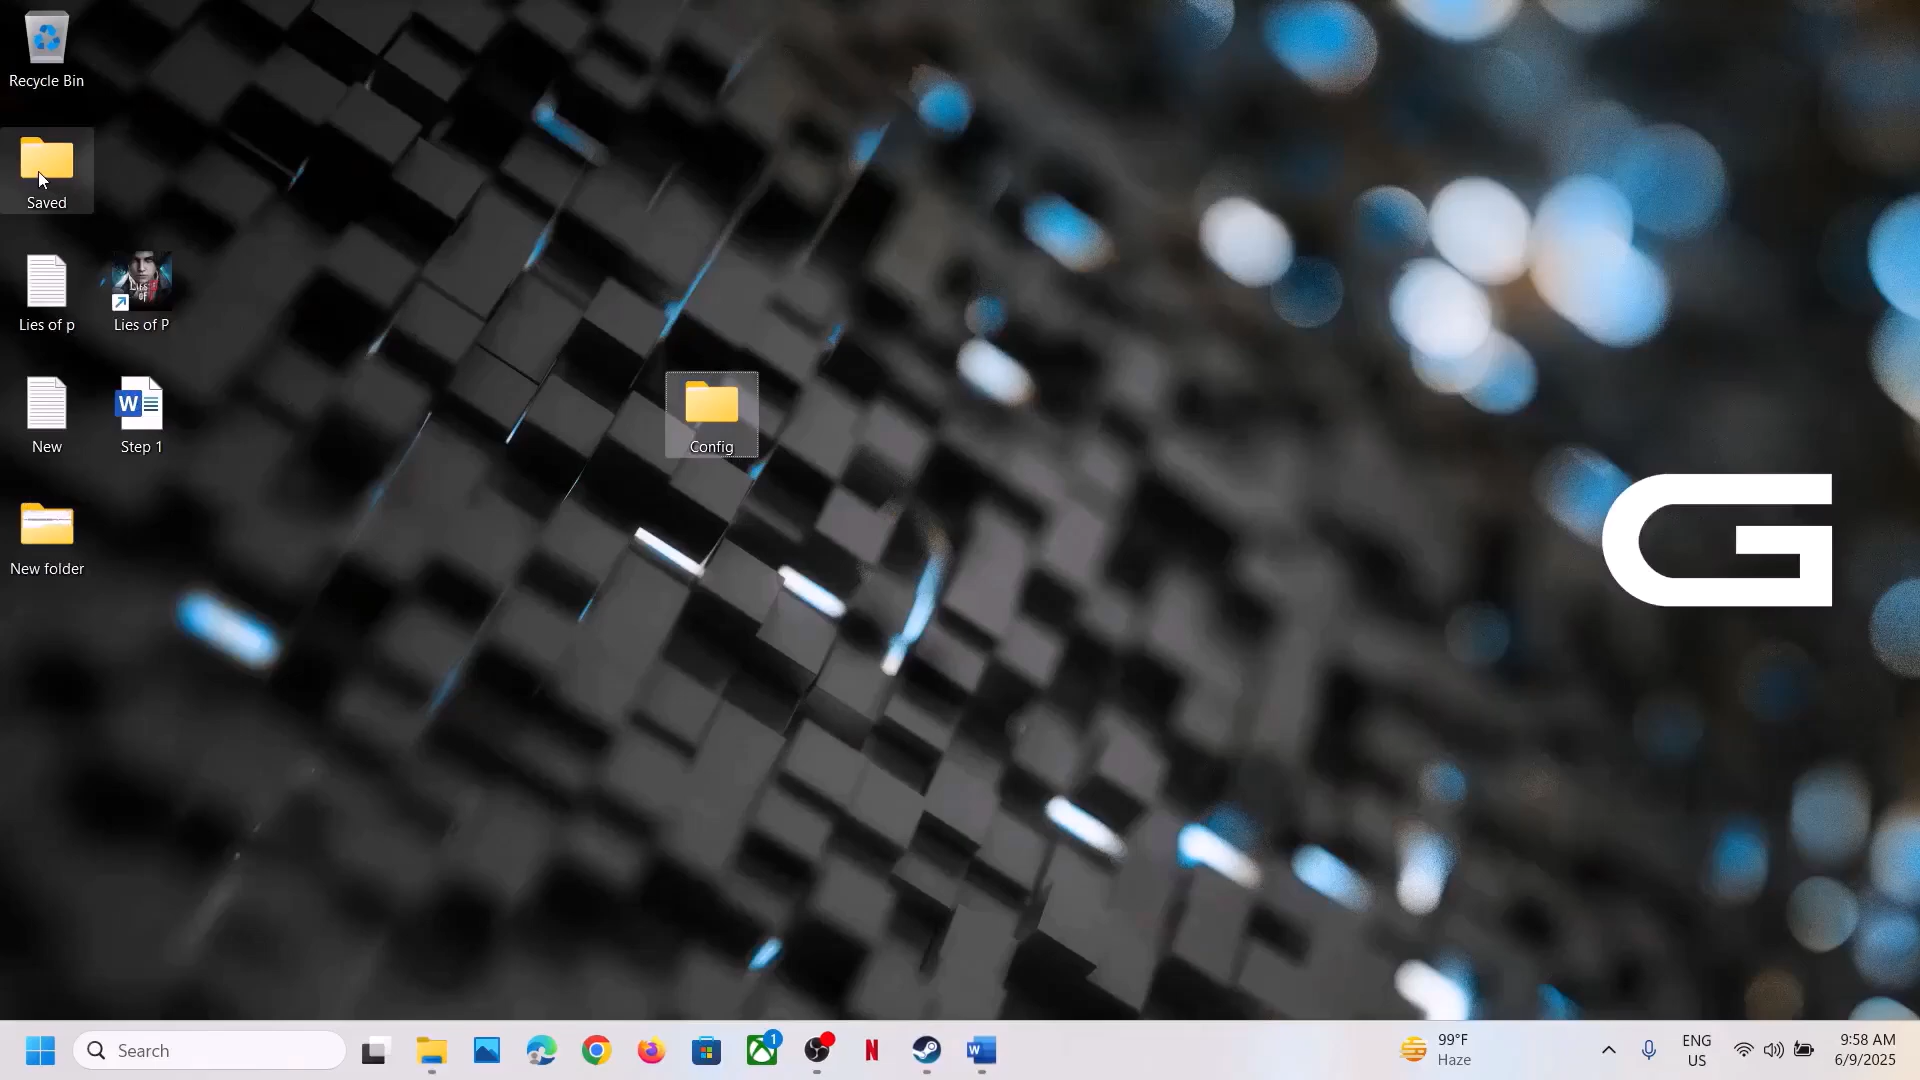 Recycle Bin
Saved
Lies of p
Lies of P
New
Step 1
Config
New folder
G
Search
1
99°F
Haze
ENG
US
9:58 AM
6/9/2025